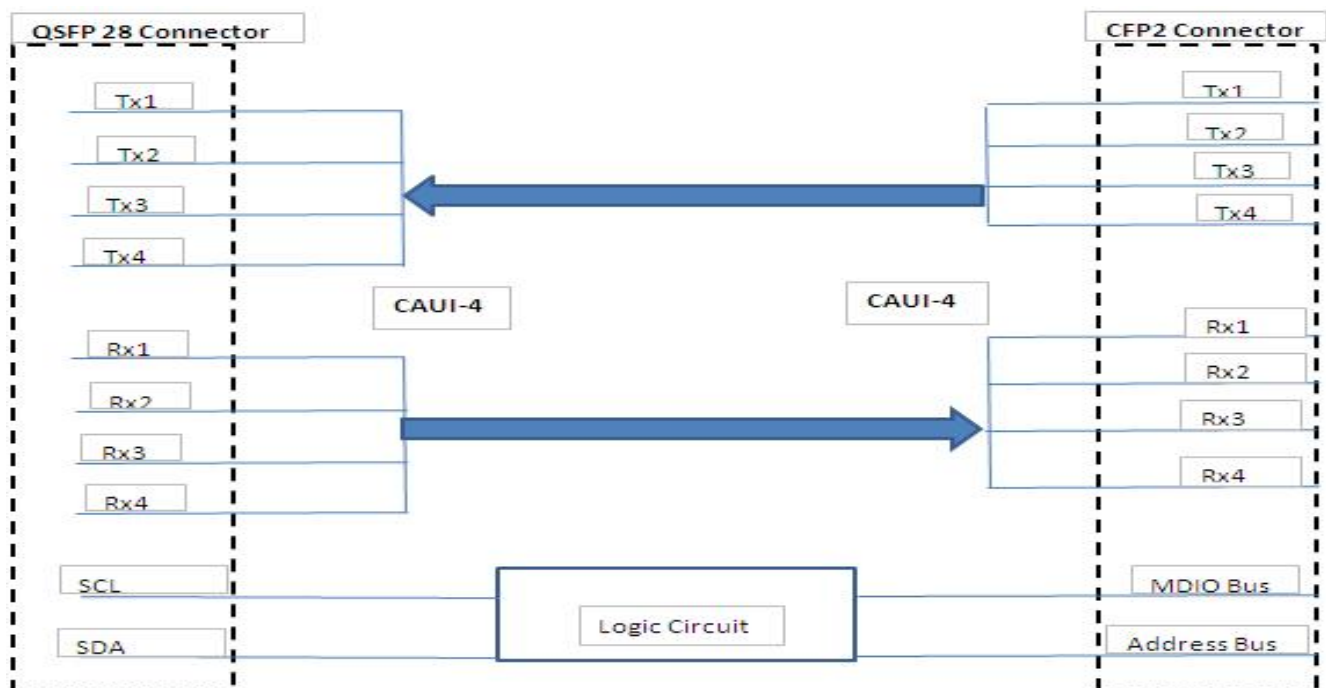 QSFP 28 Connector
CFP2 Connector
Tx1
Tx2
Tx3
Tx4
Tx1
Tx2
Tx3
Tx4
CAUI-4
CAUI-4
Rx1
Rx2
Rx3
Rx4
Rx1
Rx2
Rx3
Rx4
SCL
SDA
Logic Circuit
MDIO Bus
Address Bus